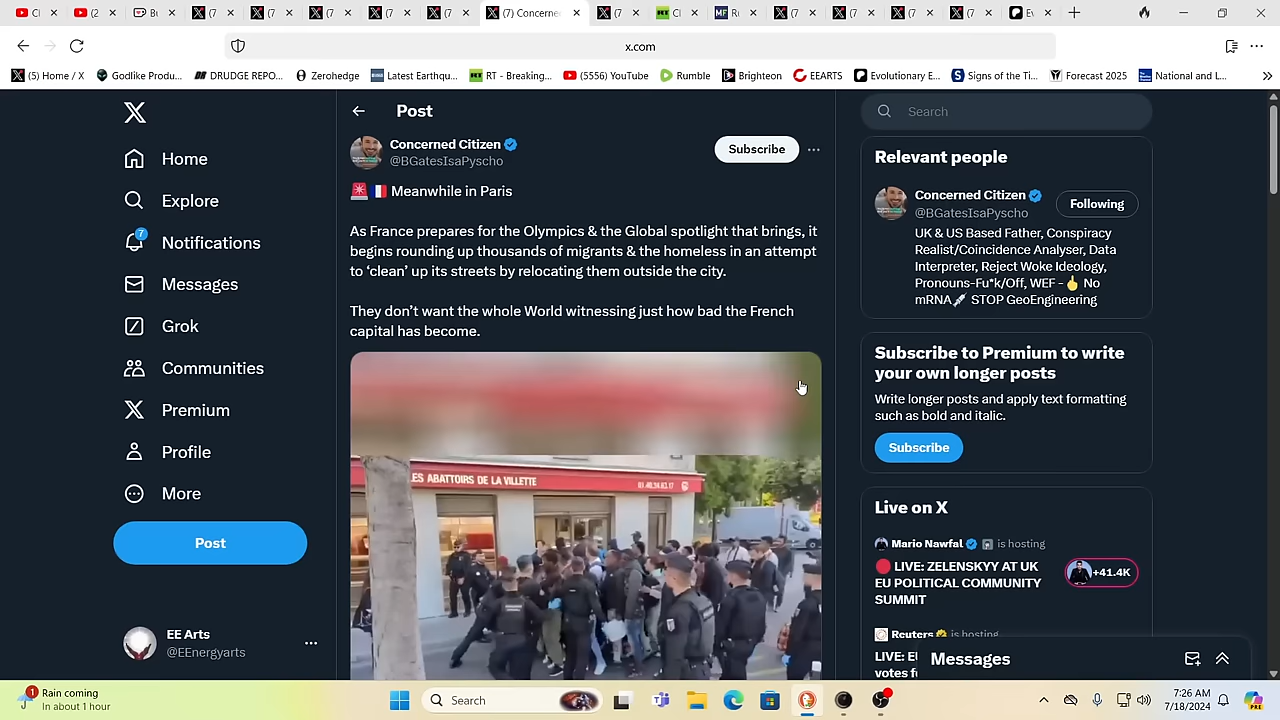 (7) Concerne
x.com
(5) Home / X
Godlike Produ...
DRUDGE REPO...
Zerohedge
Latest Earthqu...
RT - Breaking...
(5556) YouTube
Rumble
Brighteon
EEARTS
Evolutionary E...
Signs of the Ti...
Forecast 2025
National and L...
Home
Explore
7
Notifications
Messages
Grok
Communities
Premium
Profile
More
Post
EE Arts
@EEnergyarts
Post
Concerned Citizen
@BGatesIsaPyscho
Subscribe
Meanwhile in Paris
As France prepares for the Olympics & the Global spotlight that brings, it
begins rounding up thousands of migrants & the homeless in an attempt
to ‘clean’ up its streets by relocating them outside the city.
They don’t want the whole World witnessing just how bad the French
capital has become.
LES ABATTOIRS DE LA VILLETTE
Search
Relevant people
Concerned Citizen
@BGatesIsaPyscho
Following
UK & US Based Father, Conspiracy
Realist/Coincidence Analyser, Data
Interpreter, Reject Woke Ideology,
Pronouns-Fu*k/Off, WEF - No
mRNA STOP GeoEngineering
Subscribe to Premium to write
your own longer posts
Write longer posts and apply text formatting
such as bold and italic.
Subscribe
Live on X
Mario Nawfal is hosting
LIVE: ZELENSKYY AT UK
EU POLITICAL COMMUNITY
SUMMIT
+41.4K
Reuters is hosting
LIVE: EU
votes f
Messages
1
Rain coming
In about 1 hour
Search
7:26 AM
7/18/2024